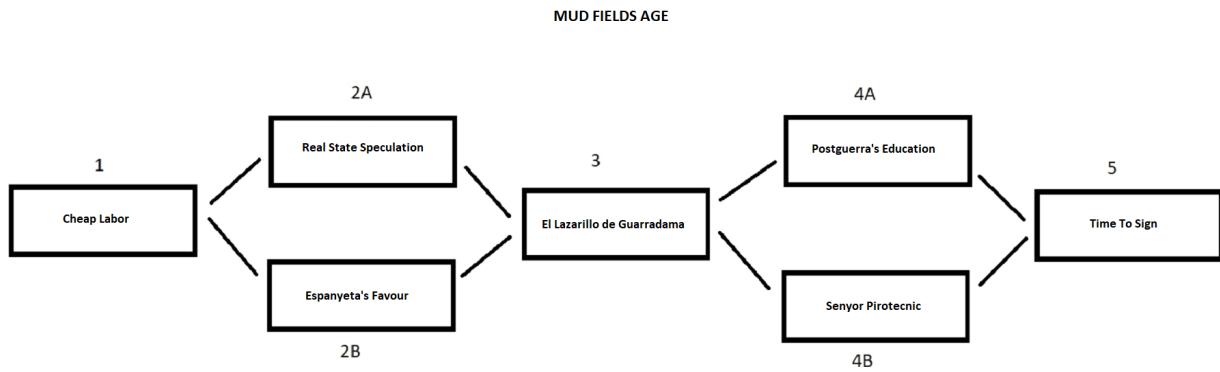 MUD FIELDS AGE
1
Cheap Labor
2A
Real State Speculation
Espanyeta's Favour
2B
3
El Lazarillo de Guarradama
4A
Postguerra's Education
Senyor Pirotecnic
4B
5
Time To Sign